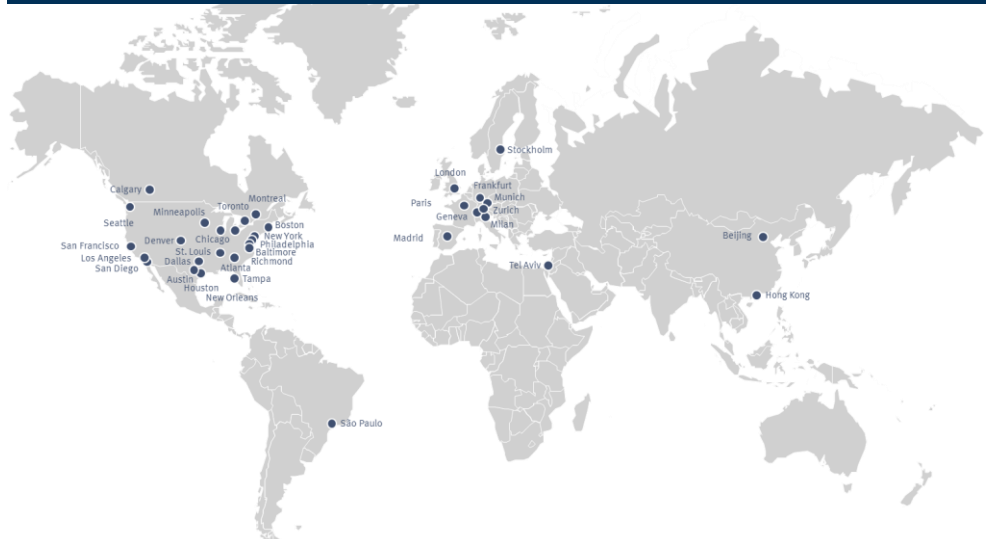 Stockholm
London
Frankfurt
Munich
Paris
Zurich
Geneva
Milan
Madrid
Calgary
Montreal
Toronto
Minneapolis
Seattle
Boston
New York
Chicago
Denver
Philadelphia
San Francisco
St. Louis
Baltimore
Los Angeles
Dallas
Richmond
San Diego
Atlanta
Austin
Tampa
Houston
New Orleans
Tel Aviv
Beijing
Hong Kong
São Paulo